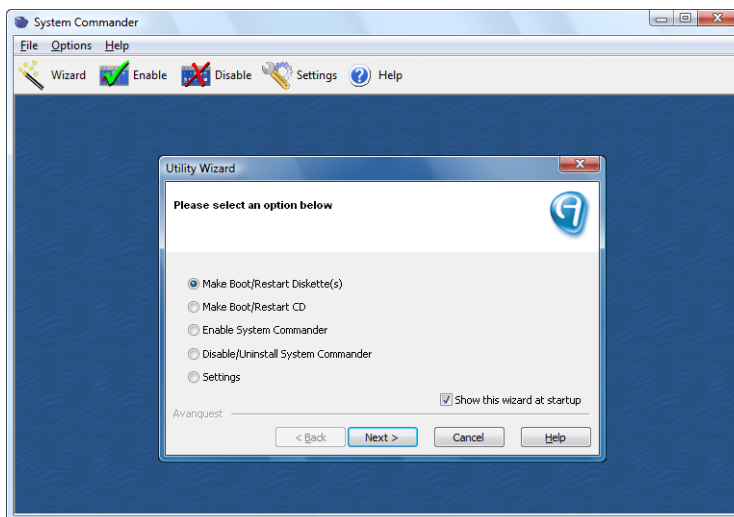 System Commander
File Options Help
Wizard Enable Disable Settings Help
Utility Wizard
Please select an option below
Make Boot/Restart Diskette(s)
Make Boot/Restart CD
Enable System Commander
Disable/Uninstall System Commander
Settings
Show this wizard at startup
Avanquest
< Back Next > Cancel Help